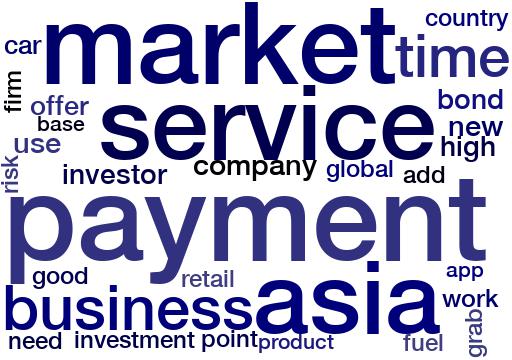 country
car market time
firm offer bond
base service new
use high
risk investor company global add
payment
good retail app
business asia work
need investment point product fuel grab